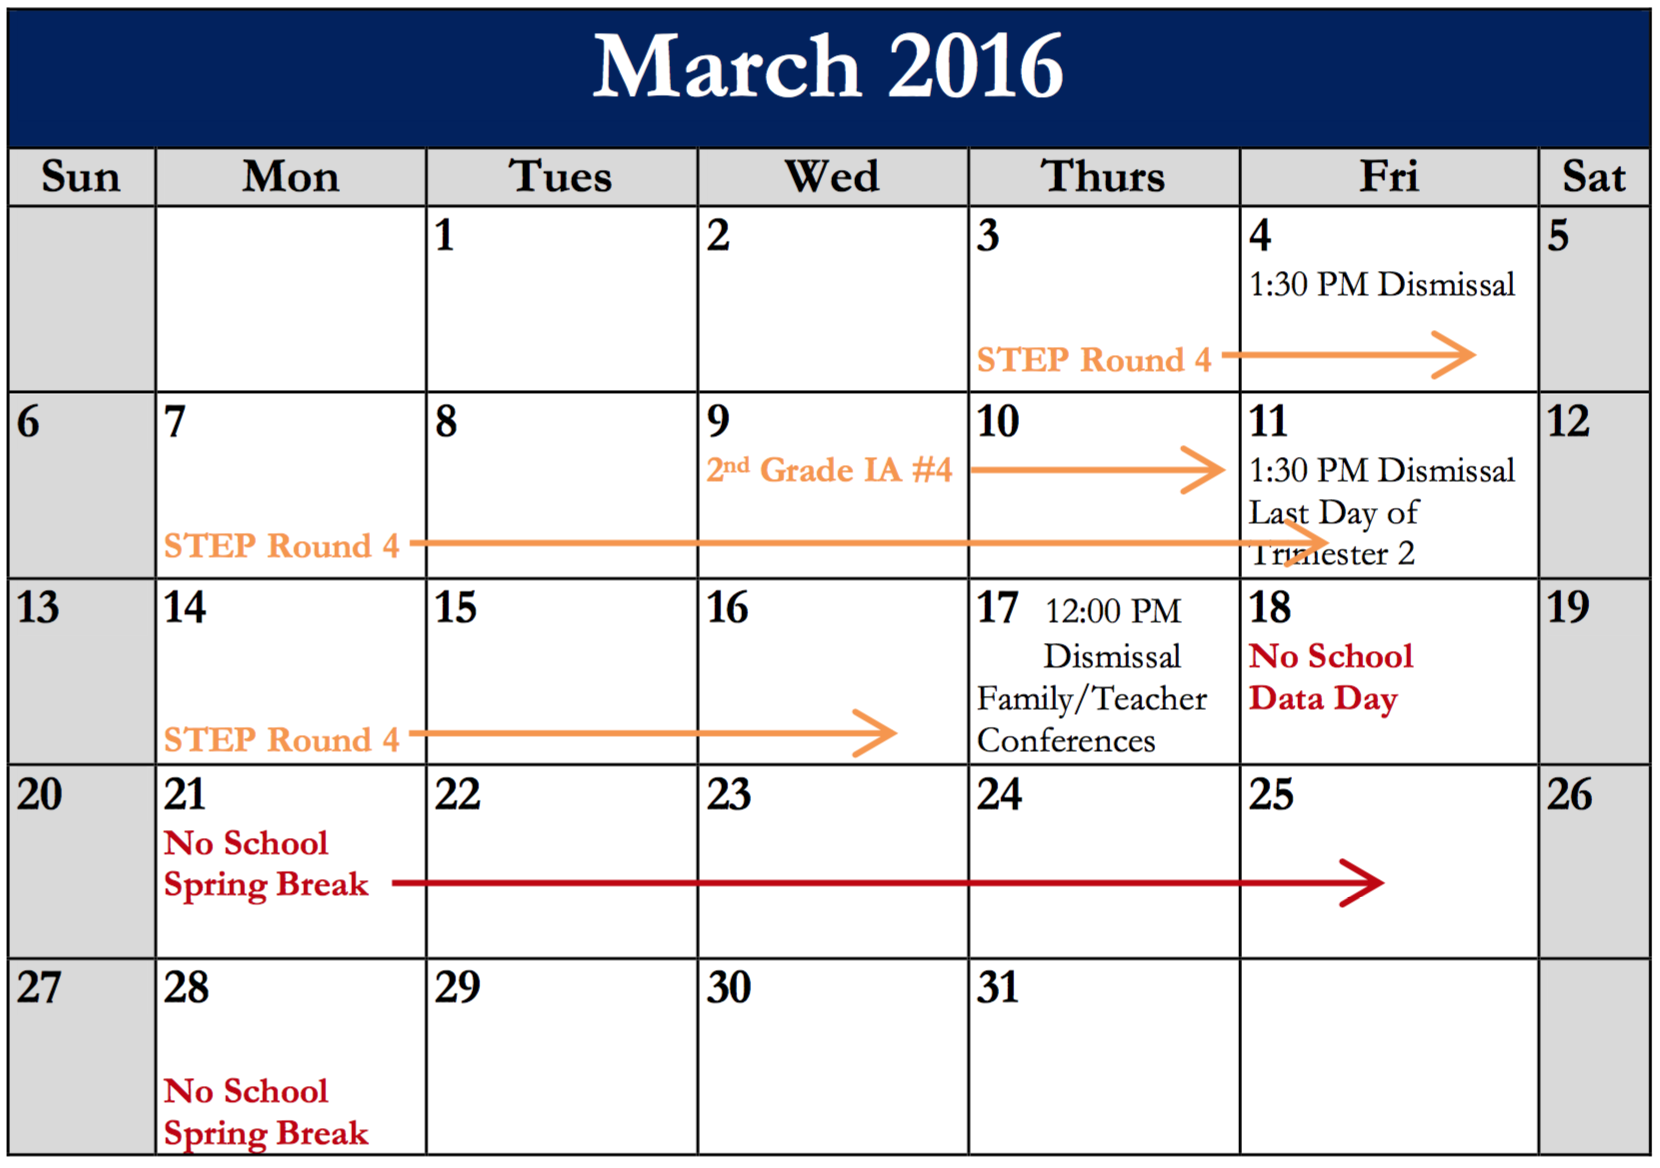 March 2016
Sun Mon Tues Wed Thurs Fri Sat
1 2 3 4 5
1:30 PM Dismissal
STEP Round 4
6 7 8 9 10 11 12
2nd Grade IA #4 1:30 PM Dismissal
Last Day of
STEP Round 4 Trimester 2
13 14 15 16 17 12:00 PM 18 19
Dismissal No School
Family/Teacher Data Day
STEP Round 4 Conferences
20 21 22 23 24 25 26
No School
Spring Break
27 28 29 30 31
No School
Spring Break